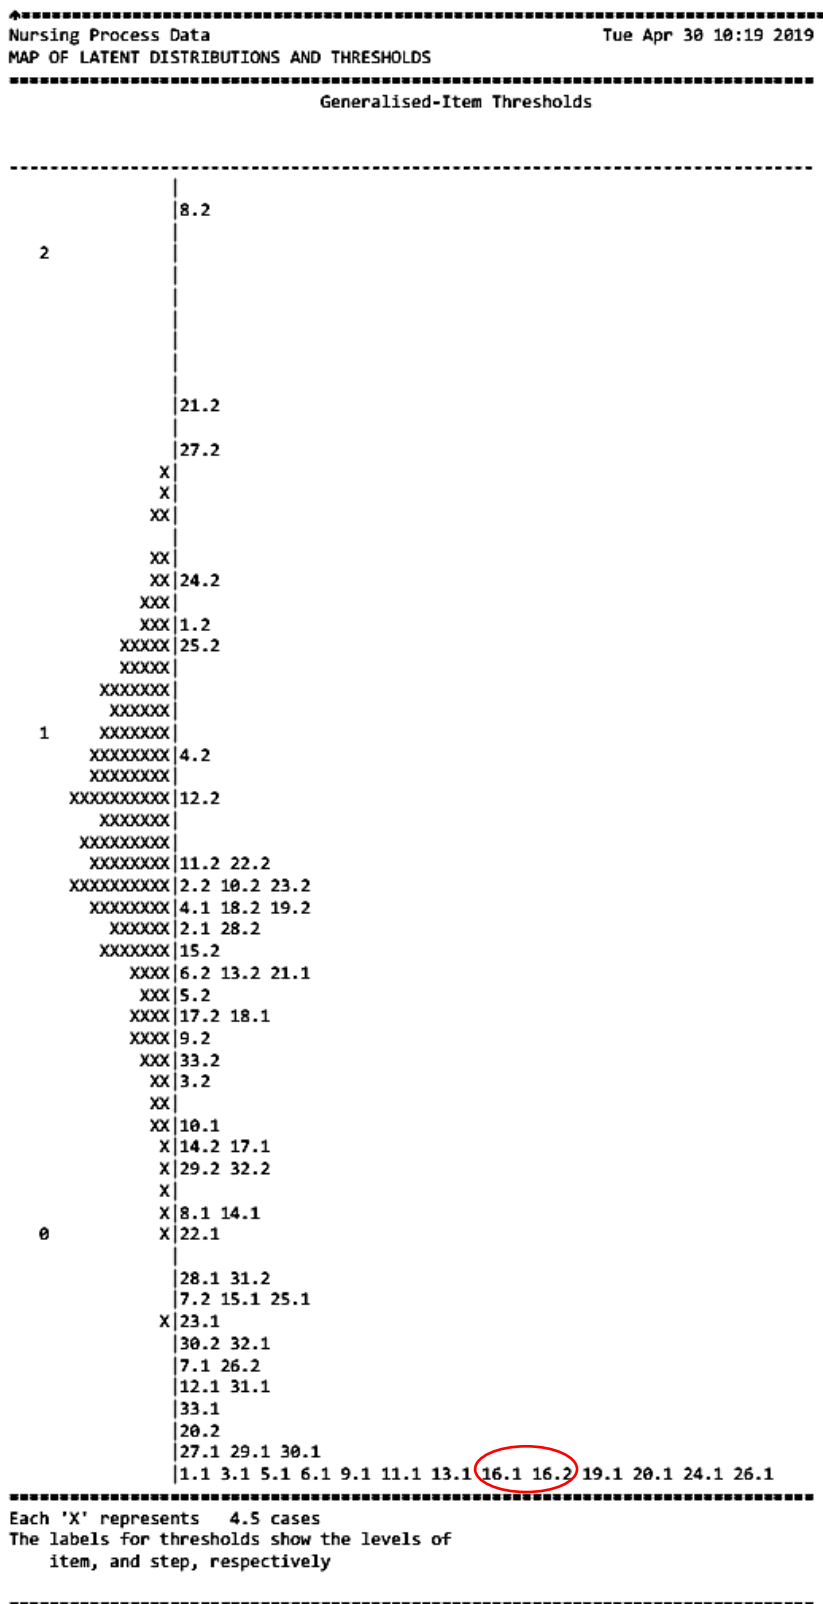 Nursing Process Data Tue Apr 30 10:19 2019
MAP OF LATENT DISTRIBUTIONS AND THRESHOLDS
Generalised-Item Thresholds
|
|8.2
|
2 |
|
|
|
|
|
|
|21.2
|
|27.2
X|
X|
XX|
|
XX|
XX|24.2
XXX|
XXX|1.2
XXXXX|25.2
XXXXX|
XXXXXXX|
XXXXXX|
1 XXXXXXX|
XXXXXXXX|4.2
XXXXXXXX|
XXXXXXXXXX|12.2
XXXXXXX|
XXXXXXXXX|
XXXXXXXX|11.2 22.2
XXXXXXXXXX|2.2 10.2 23.2
XXXXXXXX|4.1 18.2 19.2
XXXXXX|2.1 28.2
XXXXXXX|15.2
XXXX|6.2 13.2 21.1
XXX|5.2
XXXX|17.2 18.1
XXXX|9.2
XXX|33.2
XX|3.2
XX|
XX|10.1
X|14.2 17.1
X|29.2 32.2
X|
X|8.1 14.1
0 X|22.1
|
|28.1 31.2
|7.2 15.1 25.1
X|23.1
|30.2 32.1
|7.1 26.2
|12.1 31.1
|33.1
|20.2
|27.1 29.1 30.1
|1.1 3.1 5.1 6.1 9.1 11.1 13.1 16.1 16.2 19.1 20.1 24.1 26.1
Each 'X' represents 4.5 cases
The labels for thresholds show the levels of
item, and step, respectively